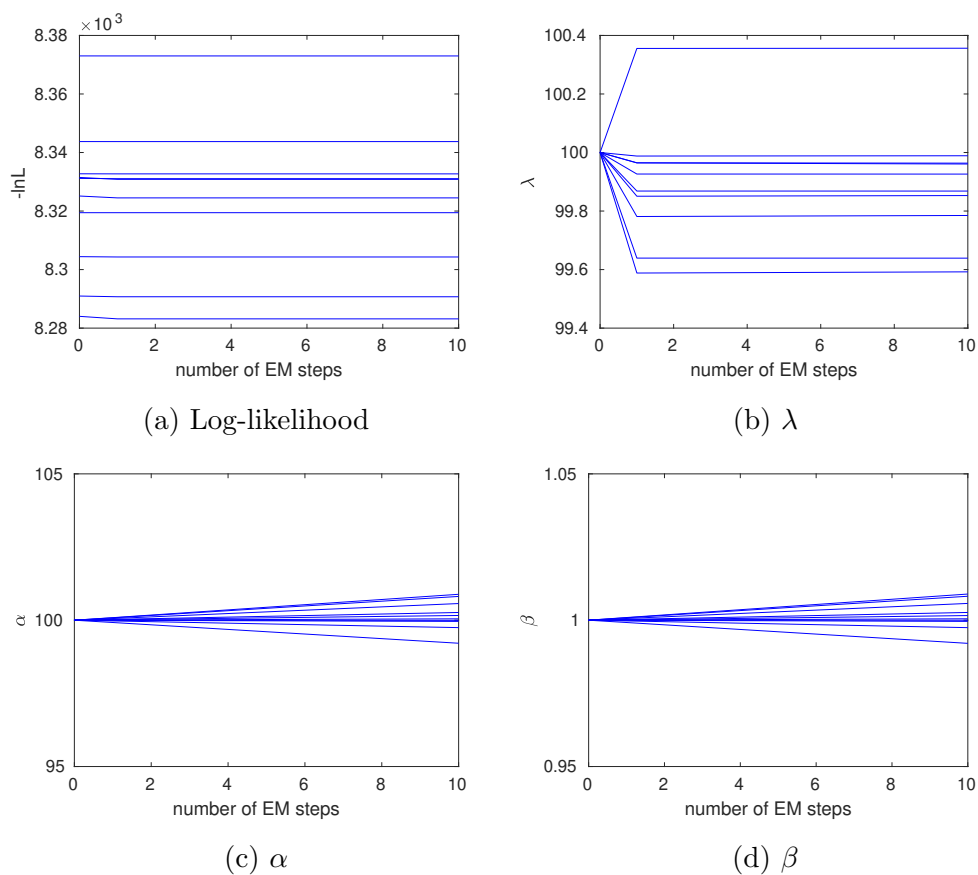 ×10³
8.38
8.36
8.34
8.32
8.3
8.28
-lnL
0 2 4 6 8 10
number of EM steps
(a) Log-likelihood
100.4
100.2
100
99.8
99.6
99.4
λ
0 2 4 6 8 10
number of EM steps
(b) λ
105
100
95
α
0 2 4 6 8 10
number of EM steps
(c) α
1.05
1
0.95
β
0 2 4 6 8 10
number of EM steps
(d) β